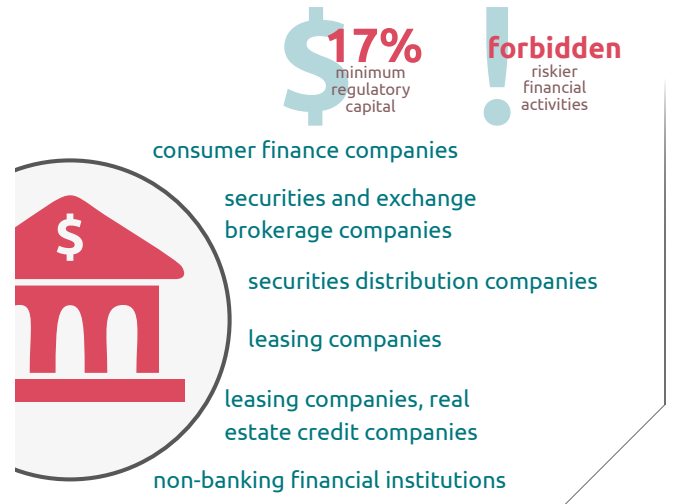 $ 17%
minimum
regulatory
capital
! forbidden
riskier
financial
activities
consumer finance companies
securities and exchange
brokerage companies
$
securities distribution companies
leasing companies
leasing companies, real
estate credit companies
non-banking financial institutions